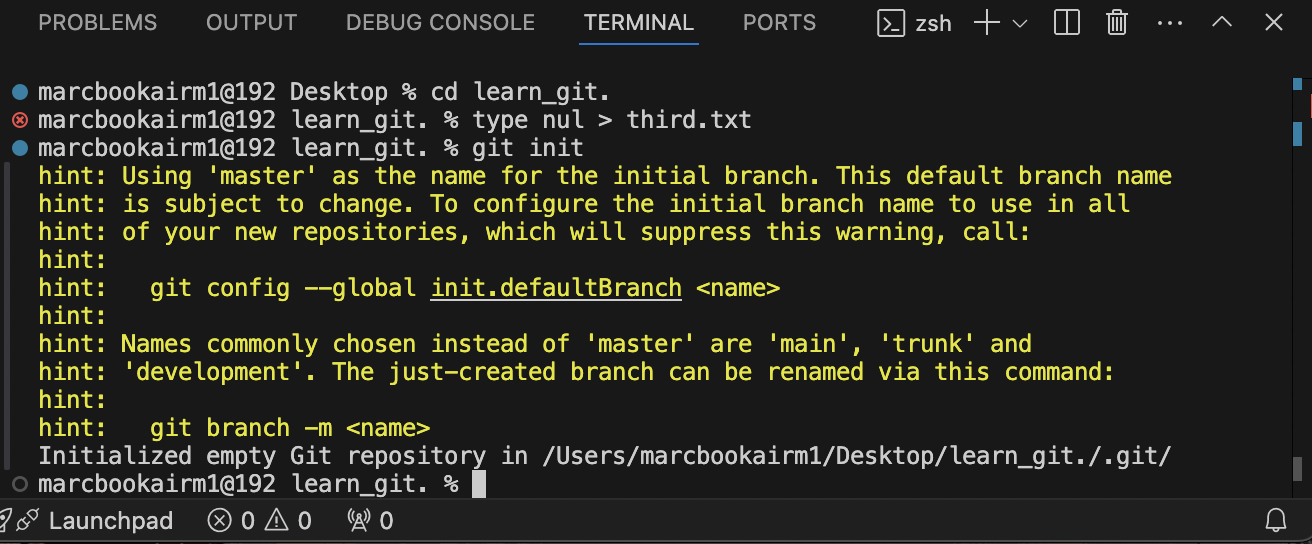 PROBLEMS OUTPUT DEBUG CONSOLE TERMINAL PORTS zsh
marcbookairm1@192 Desktop % cd learn_git.
marcbookairm1@192 learn_git. % type nul > third.txt
marcbookairm1@192 learn_git. % git init
hint: Using 'master' as the name for the initial branch. This default branch name
hint: is subject to change. To configure the initial branch name to use in all
hint: of your new repositories, which will suppress this warning, call:
hint:
hint:   git config --global init.defaultBranch <name>
hint:
hint: Names commonly chosen instead of 'master' are 'main', 'trunk' and
hint: 'development'. The just-created branch can be renamed via this command:
hint:
hint:   git branch -m <name>
Initialized empty Git repository in /Users/marcbookairm1/Desktop/learn_git./.git/
marcbookairm1@192 learn_git. %
Launchpad 0 0 0